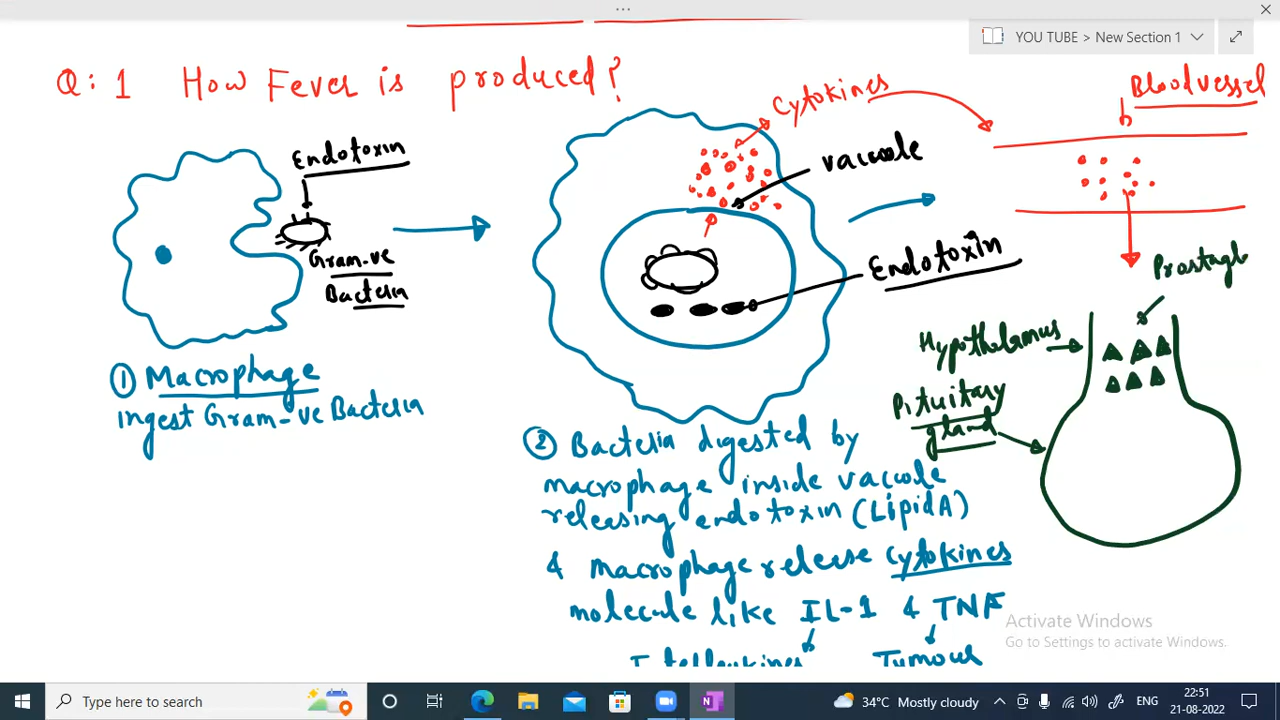 YOU TUBE > New Section 1
Q: 1 How Fever is produced?
Cytokines
Blood vessel
Endotoxin
vacuole
Gram-ve
Bacteria
Endotoxin
Prostagl
Hypothalamus
Pituitary
gland
① Macrophage
ingest Gram-ve Bacteria
② Bacteria digested by
macrophage inside vacuole
releasing endotoxin (Lipid A)
& macrophage release cytokines
molecule like IL-1 & TNF
Tumour
Activate Windows
Go to Settings to activate Windows.
Type here to search
34°C Mostly cloudy
ENG
22:51
21-08-2022